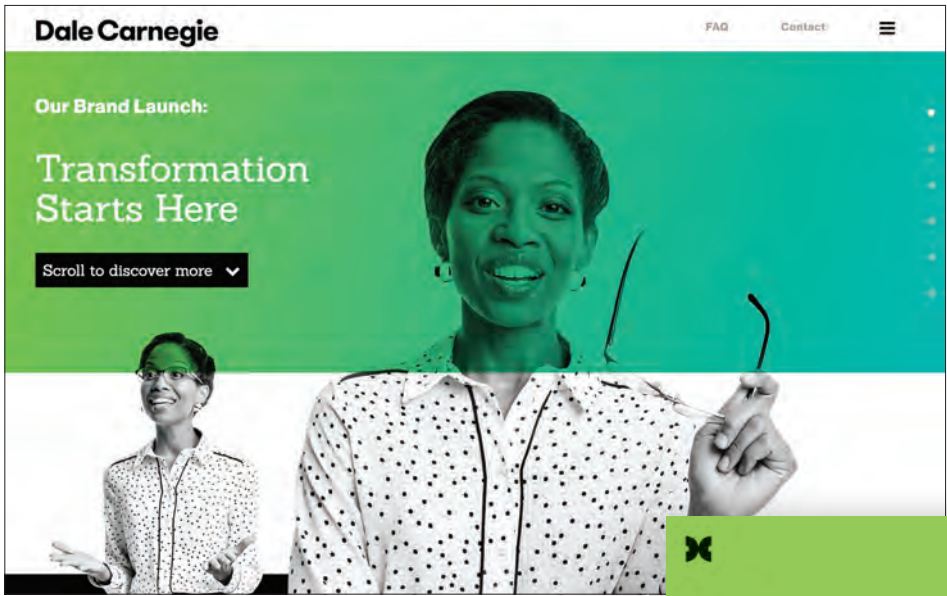 Dale Carnegie
FAQ Contact
Our Brand Launch:
Transformation
Starts Here
Scroll to discover more